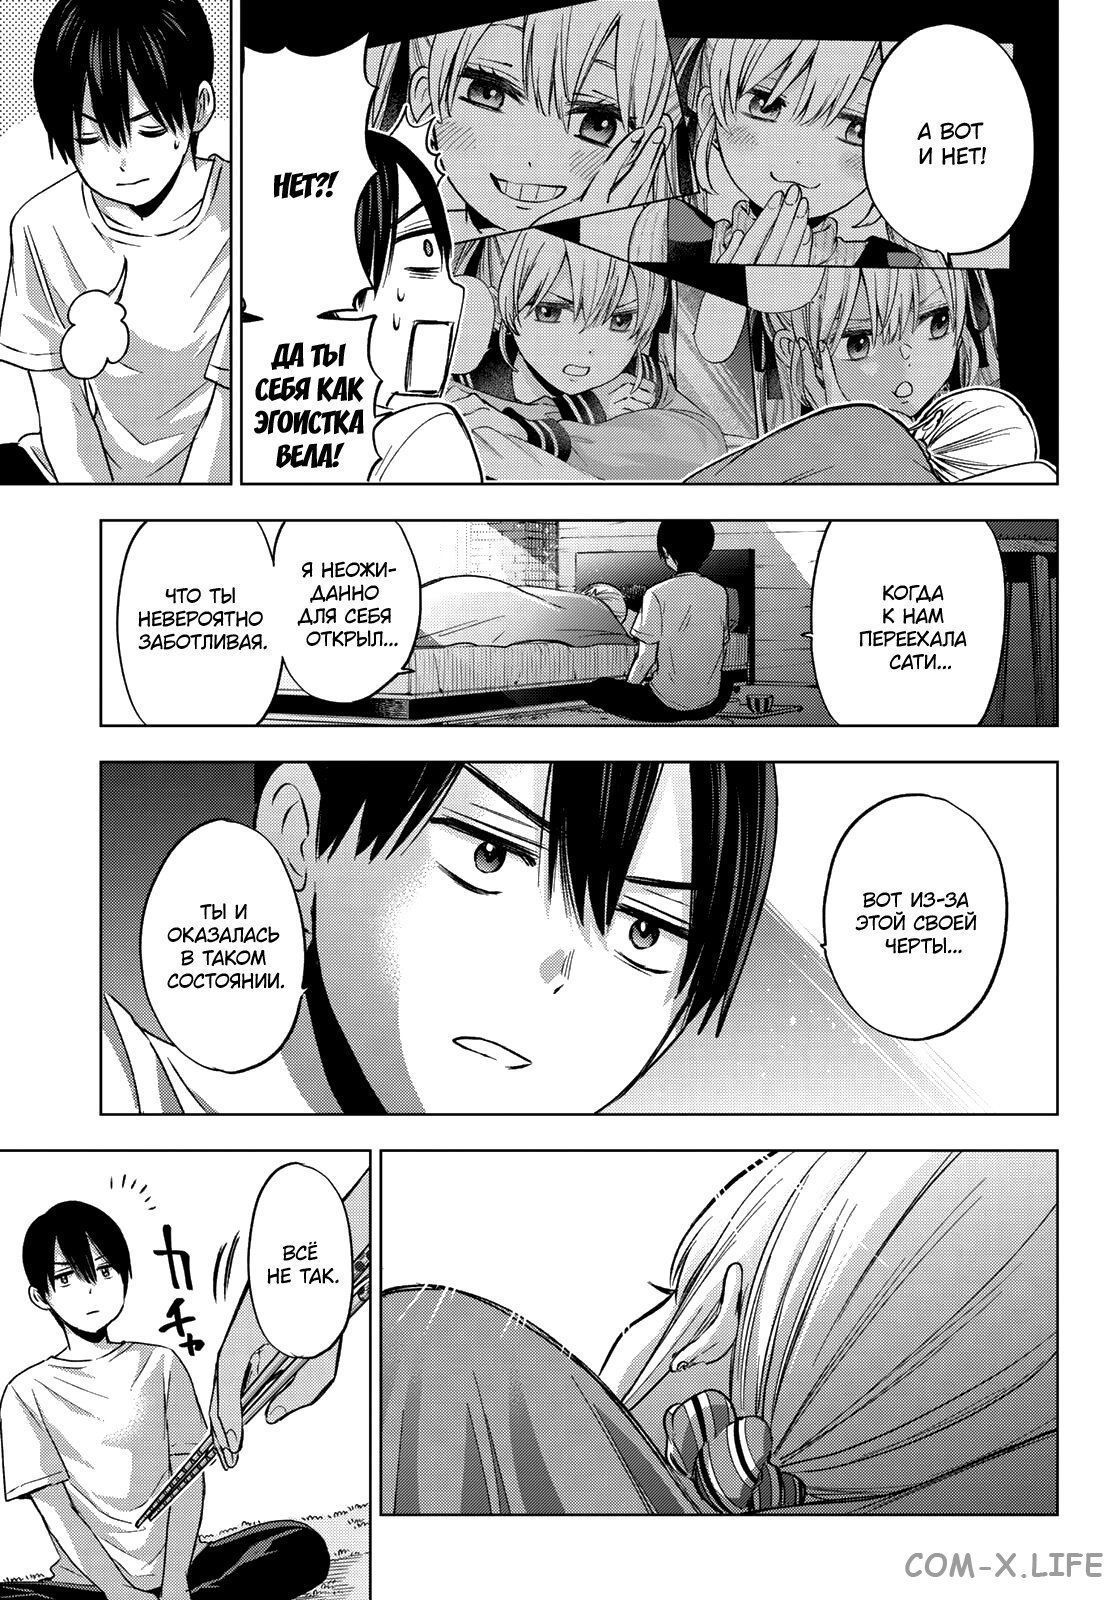 А ВОТ
И НЕТ!
НЕТ?!
ДА ТЫ
СЕБЯ КАК
ЭГОИСТКА
ВЕЛА!
КОГДА
К НАМ
ПЕРЕЕХАЛА
САТИ...
Я НЕОЖИ-
ДАННО
ДЛЯ СЕБЯ
ОТКРЫЛ...
ЧТО ТЫ
НЕВЕРОЯТНО
ЗАБОТЛИВАЯ.
ВОТ ИЗ-ЗА
ЭТОЙ СВОЕЙ
ЧЕРТЫ...
ТЫ И
ОКАЗАЛАСЬ
В ТАКОМ
СОСТОЯНИИ.
ВСЁ
НЕ ТАК.
カチャ
COM-X.LIFE